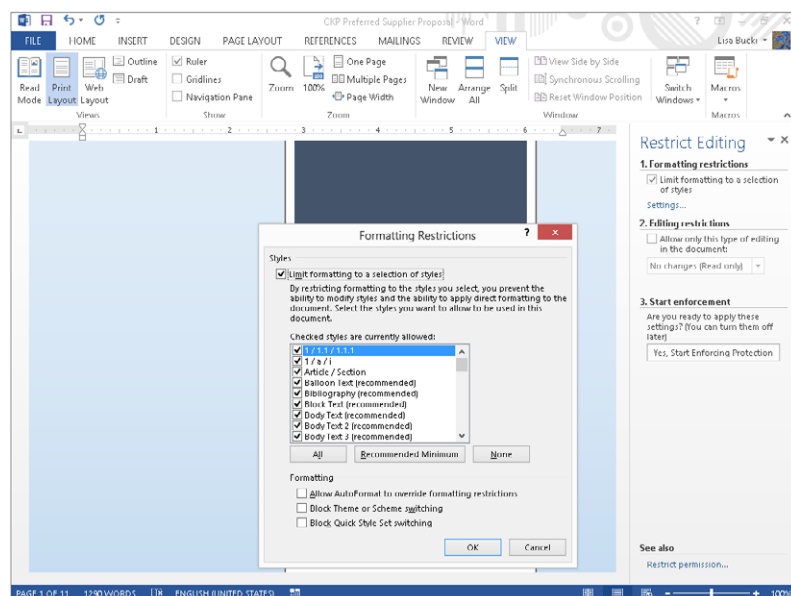 CKP Preferred Supplier Proposal - Word
FILE HOME INSERT DESIGN PAGE LAYOUT REFERENCES MAILINGS REVIEW VIEW Lisa Bucki
Read Mode
Print Layout
Web Layout
Outline
Draft
Views
Ruler
Gridlines
Navigation Pane
Show
Zoom
100%
One Page
Multiple Pages
Page Width
Zoom
New Window
Arrange All
Split
View Side by Side
Synchronous Scrolling
Reset Window Position
Window
Switch Windows
Macros
Macros
1 2 3 4 5 6 7
Restrict Editing
1. Formatting restrictions
Limit formatting to a selection
of styles
Settings...
2. Editing restrictions
Allow only this type of editing
in the document:
No changes (Read only)
3. Start enforcement
Are you ready to apply these
settings? (You can turn them off
later)
Yes, Start Enforcing Protection
See also
Restrict permission...
Formatting Restrictions ?
Styles
Limit formatting to a selection of styles
By restricting formatting to the styles you select, you prevent the
ability to modify styles and the ability to apply direct formatting to the
document. Select the styles you want to allow to be used in this
document.
Checked styles are currently allowed:
1 / 1.1 / 1.1.1
1 / a / i
Article / Section
Balloon Text (recommended)
Bibliography (recommended)
Block Text (recommended)
Body Text (recommended)
Body Text 2 (recommended)
Body Text 3 (recommended)
All Recommended Minimum None
Formatting
Allow AutoFormat to override formatting restrictions
Block Theme or Scheme switching
Block Quick Style Set switching
OK Cancel
PAGE 1 OF 11 1290 WORDS ENGLISH (UNITED STATES) 100%